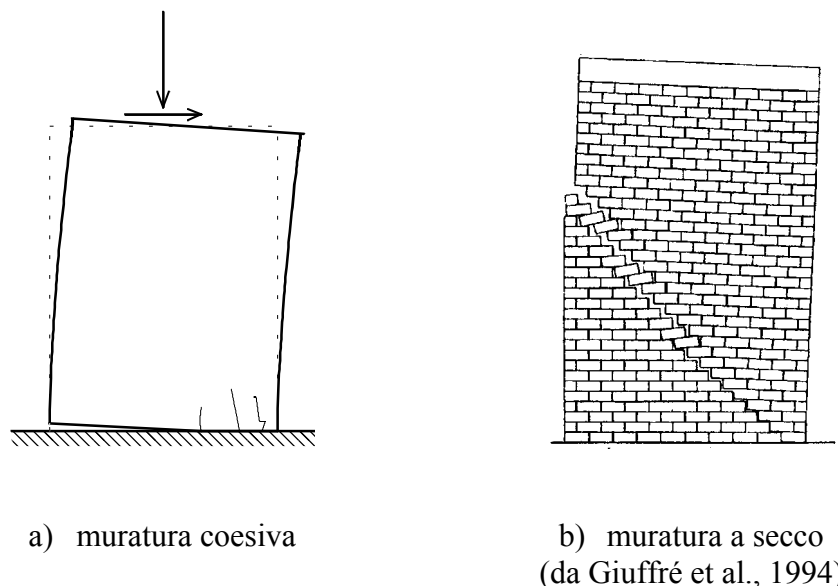 a) muratura coesiva
b) muratura a secco
(da Giuffré et al., 1994)